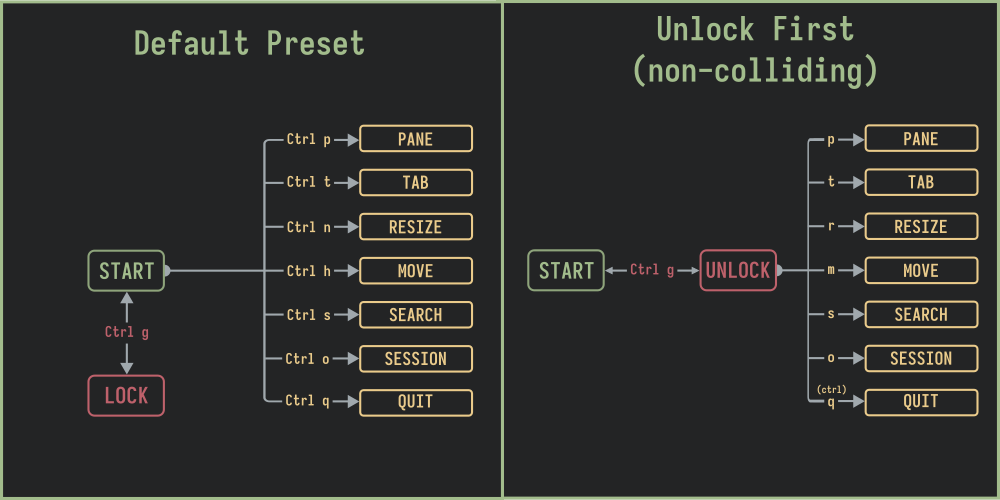 Default Preset
Ctrl p PANE
Ctrl t TAB
Ctrl n RESIZE
START Ctrl h MOVE
Ctrl g
Ctrl s SEARCH
Ctrl o SESSION
LOCK
Ctrl q QUIT
Unlock First
(non-colliding)
p PANE
t TAB
r RESIZE
START Ctrl g UNLOCK m MOVE
s SEARCH
o SESSION
(ctrl)
q QUIT